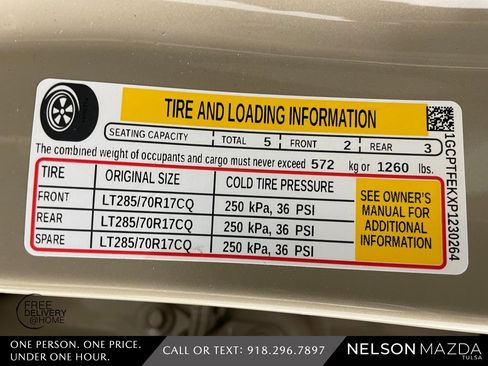 TIRE AND LOADING INFORMATION
SEATING CAPACITY TOTAL 5 FRONT 2 REAR 3
The combined weight of occupants and cargo must never exceed 572 kg or 1260 lbs.
TIRE ORIGINAL SIZE COLD TIRE PRESSURE
FRONT LT285/70R17CQ 250 kPa, 36 PSI
REAR LT285/70R17CQ 250 kPa, 36 PSI
SPARE LT285/70R17CQ 250 kPa, 36 PSI
SEE OWNER'S
MANUAL FOR
ADDITIONAL
INFORMATION
1GCPTFEKXP1230264
FREE
DELIVERY
@HOME
ONE PERSON. ONE PRICE.
UNDER ONE HOUR.
CALL OR TEXT: 918.296.7897
NELSON MAZDA
TULSA